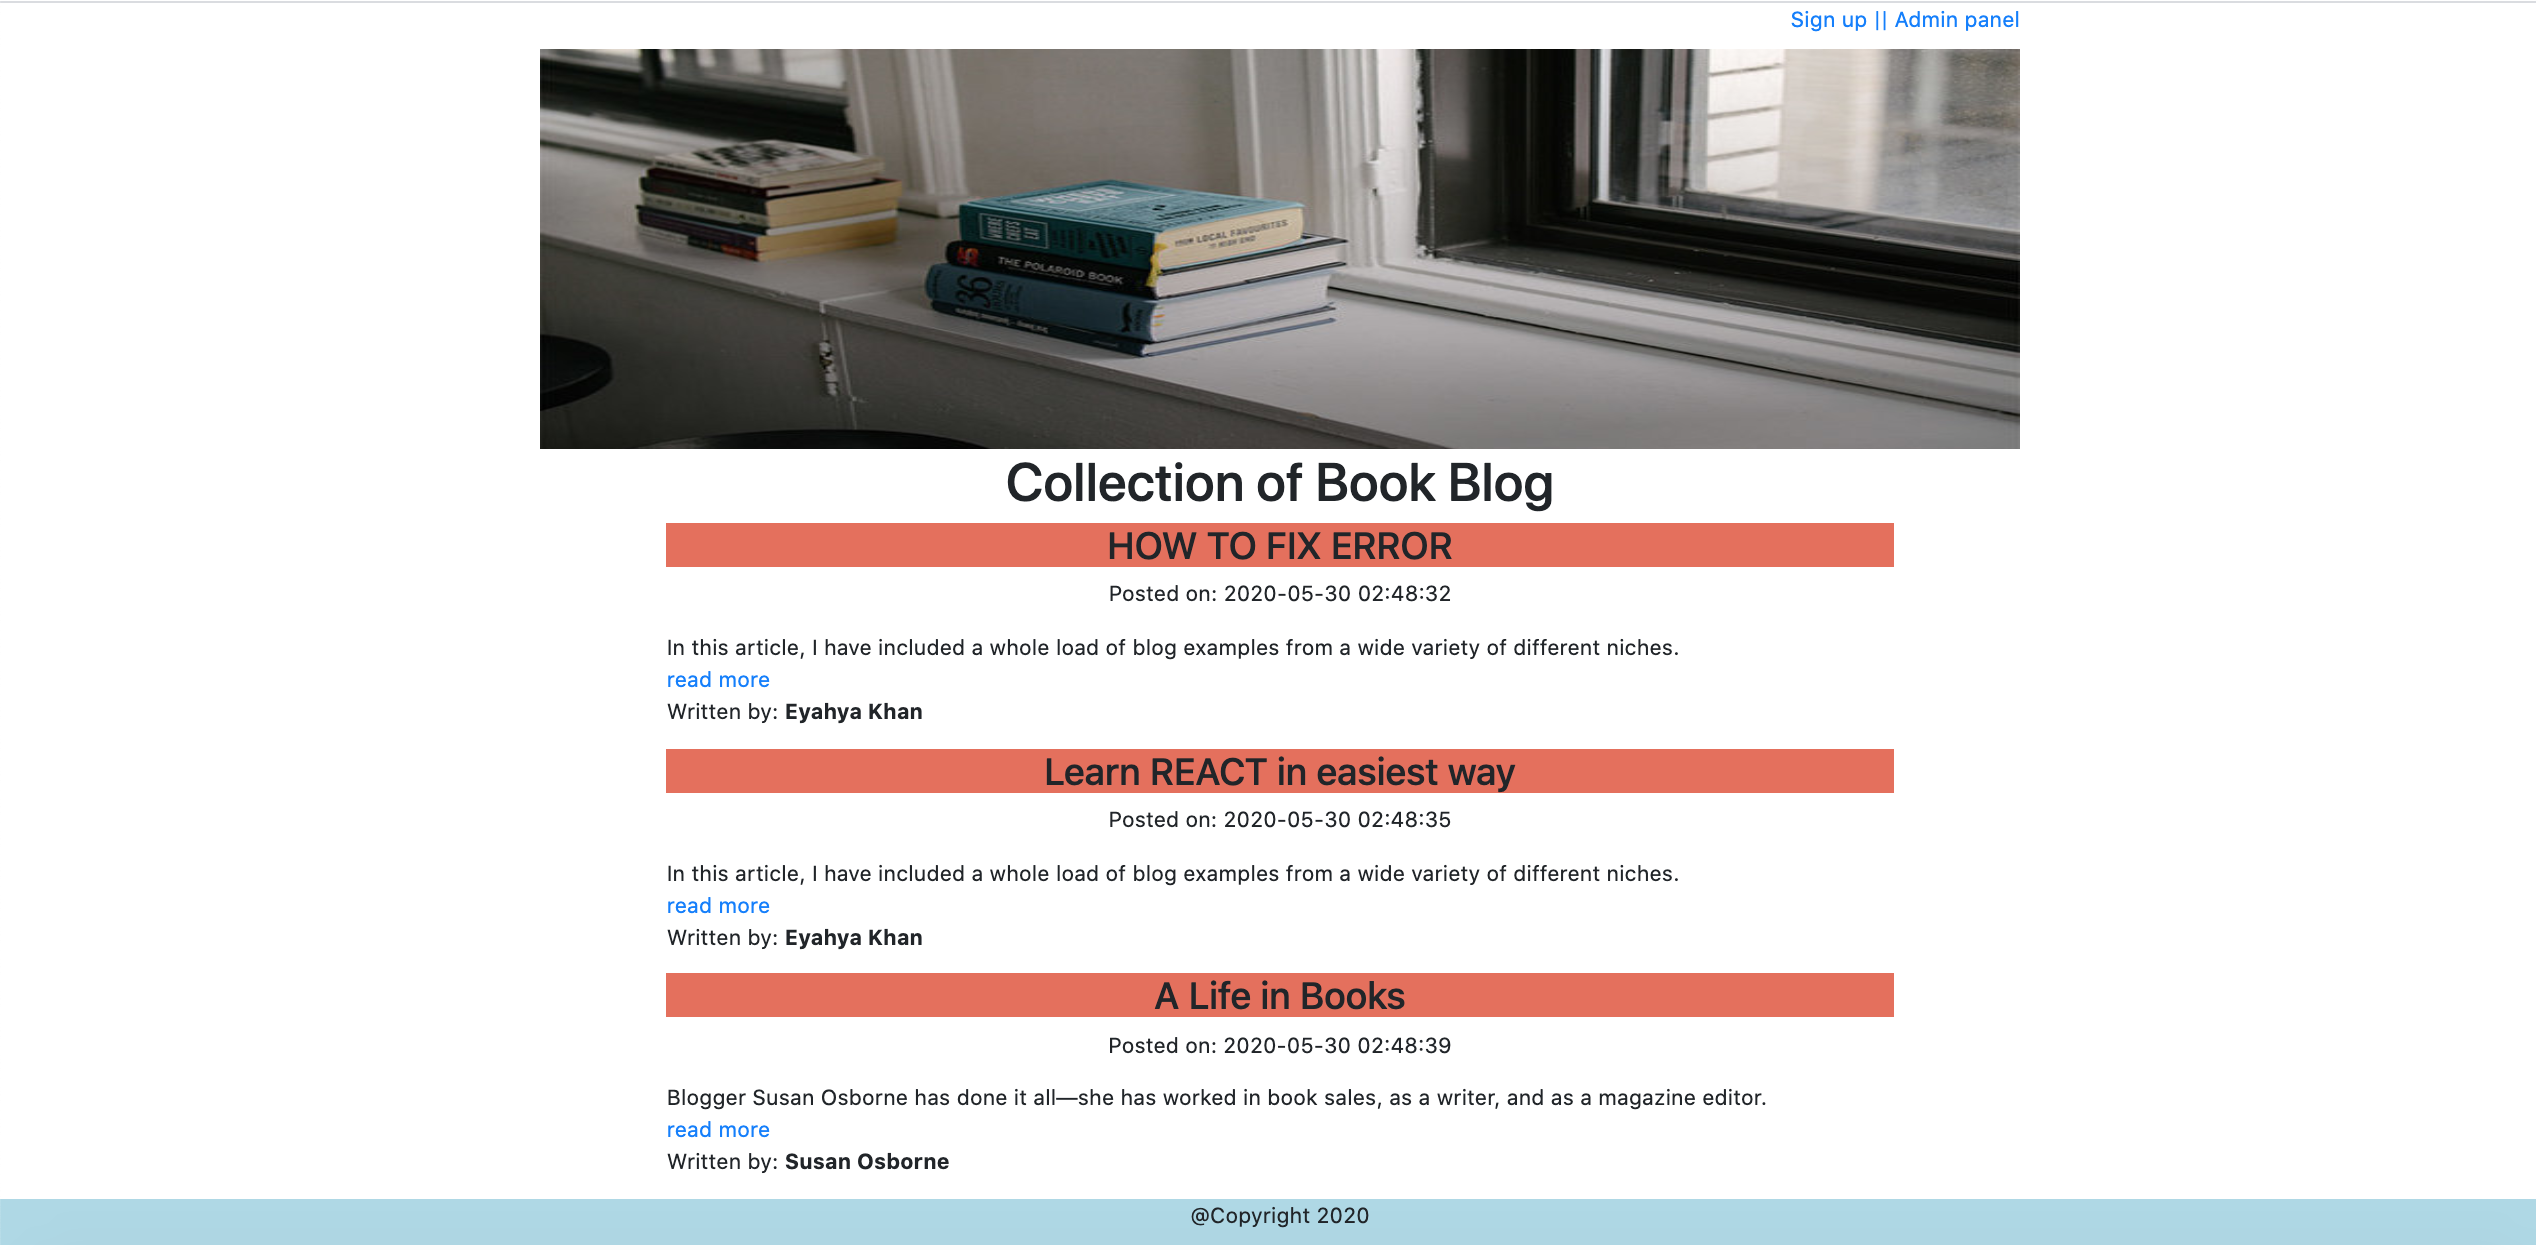 Sign up || Admin panel
WHERE CHEFS EAT
LOCAL FAVOURITES
HIGH END
THE POLAROID BOOK
36
Collection of Book Blog
HOW TO FIX ERROR
Posted on: 2020-05-30 02:48:32
In this article, I have included a whole load of blog examples from a wide variety of different niches.
read more
Written by: Eyahya Khan
Learn REACT in easiest way
Posted on: 2020-05-30 02:48:35
In this article, I have included a whole load of blog examples from a wide variety of different niches.
read more
Written by: Eyahya Khan
A Life in Books
Posted on: 2020-05-30 02:48:39
Blogger Susan Osborne has done it all—she has worked in book sales, as a writer, and as a magazine editor.
read more
Written by: Susan Osborne
@Copyright 2020